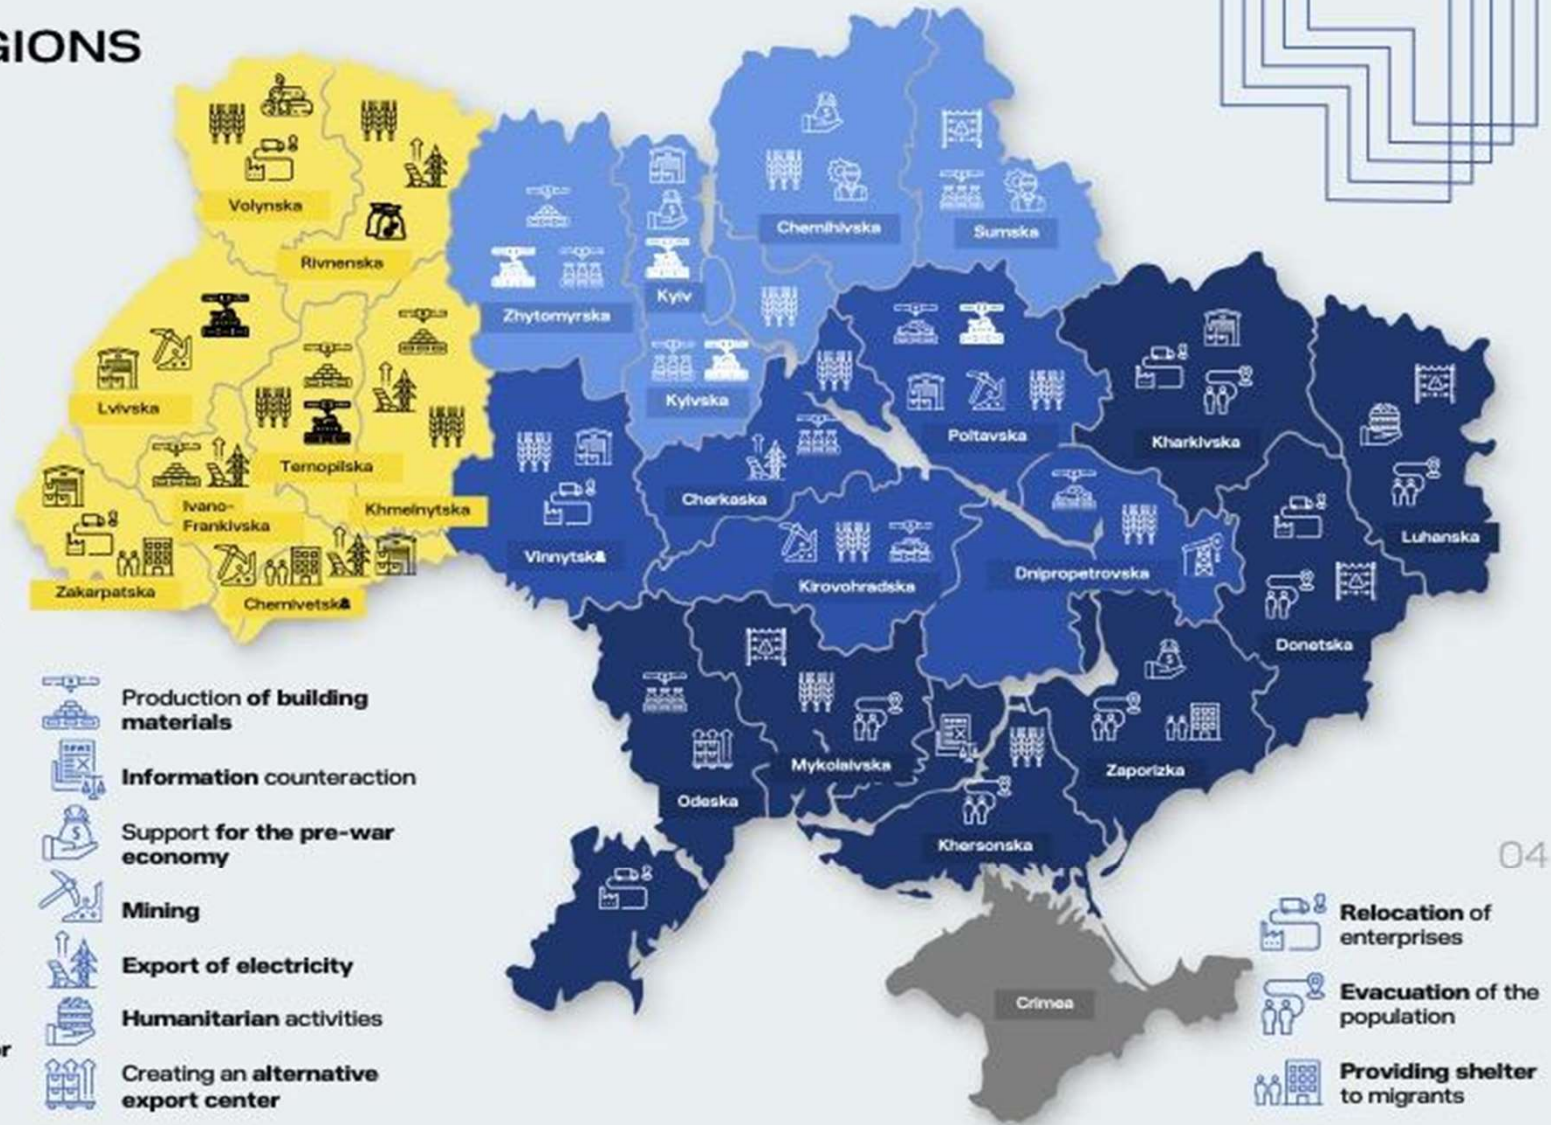 GIONS
Volynska
Rivnenska
Lvivska
Ternopilska
Ivano-
Frankivska
Khmelnytska
Zakarpatska
Chernivetska
Zhytomyrska
Kyiv
Kyivska
Chernihivska
Sumska
Poltavska
Kharkivska
Luhanska
Cherkaska
Vinnytska
Kirovohradska
Dnipropetrovska
Donetska
Odeska
Mykolaivska
Zaporizka
Khersonska
Crimea
04
Production of building
materials
NEWS
Information counteraction
Support for the pre-war
economy
Mining
Export of electricity
Humanitarian activities
or
Creating an alternative
export center
Relocation of
enterprises
Evacuation of the
population
Providing shelter
to migrants